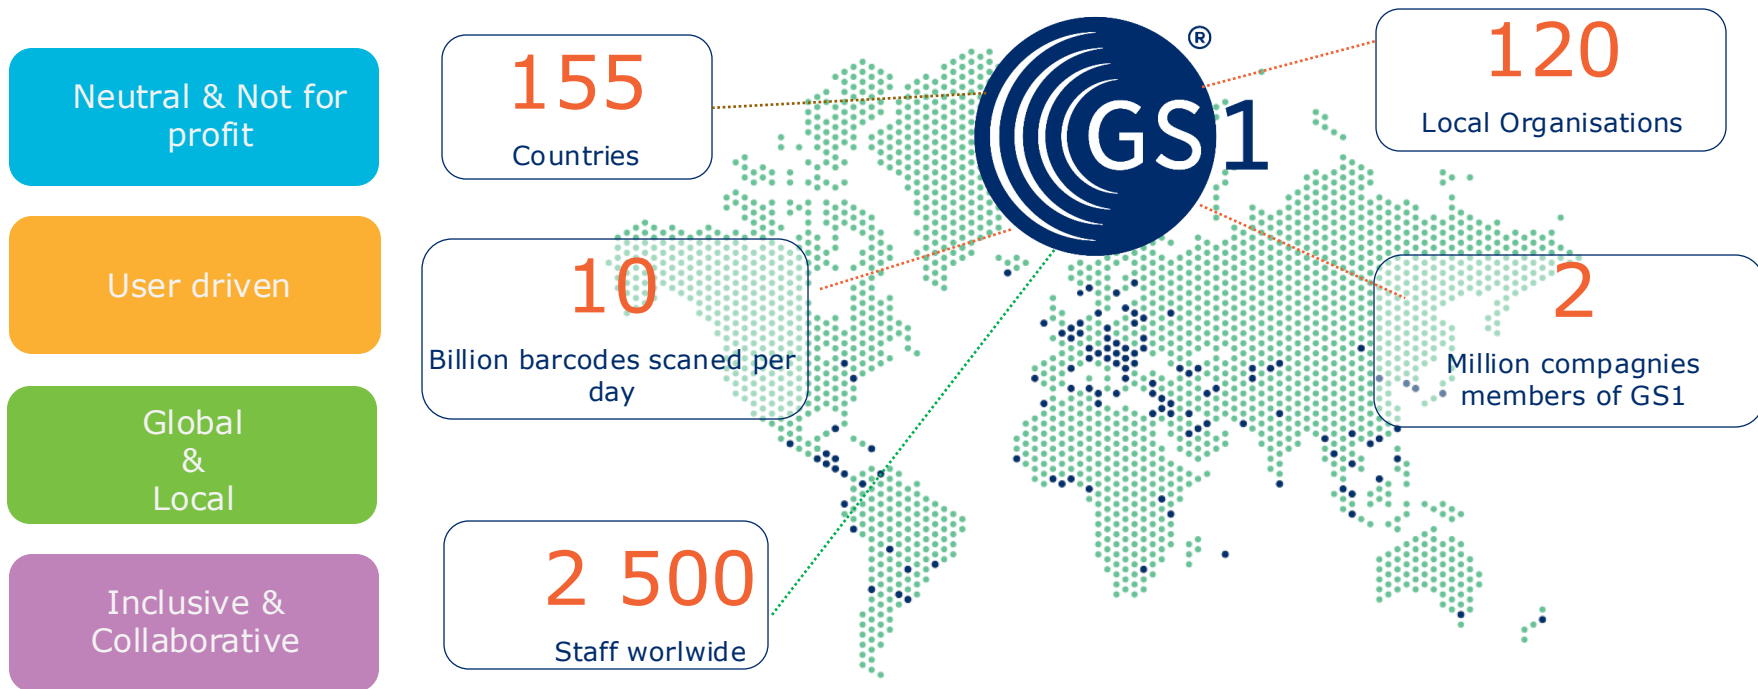 Neutral & Not for
profit
User driven
Global
&
Local
Inclusive &
Collaborative
155
Countries
10
Billion barcodes scaned per
day
2 500
Staff worlwide
GS1
®
120
Local Organisations
2
Million compagnies
members of GS1